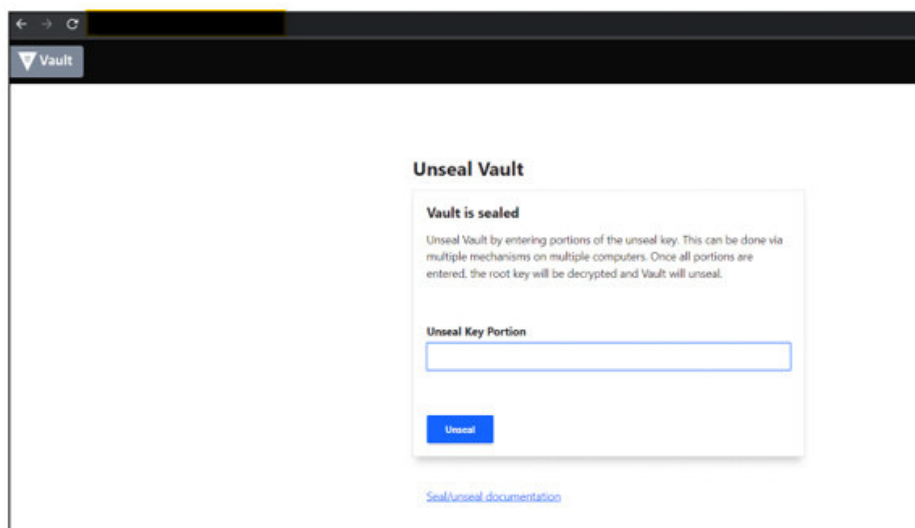 Vault
Unseal Vault
Vault is sealed
Unseal Vault by entering portions of the unseal key. This can be done via
multiple mechanisms on multiple computers. Once all portions are
entered, the root key will be decrypted and Vault will unseal.
Unseal Key Portion
Unseal
Seal/unseal documentation